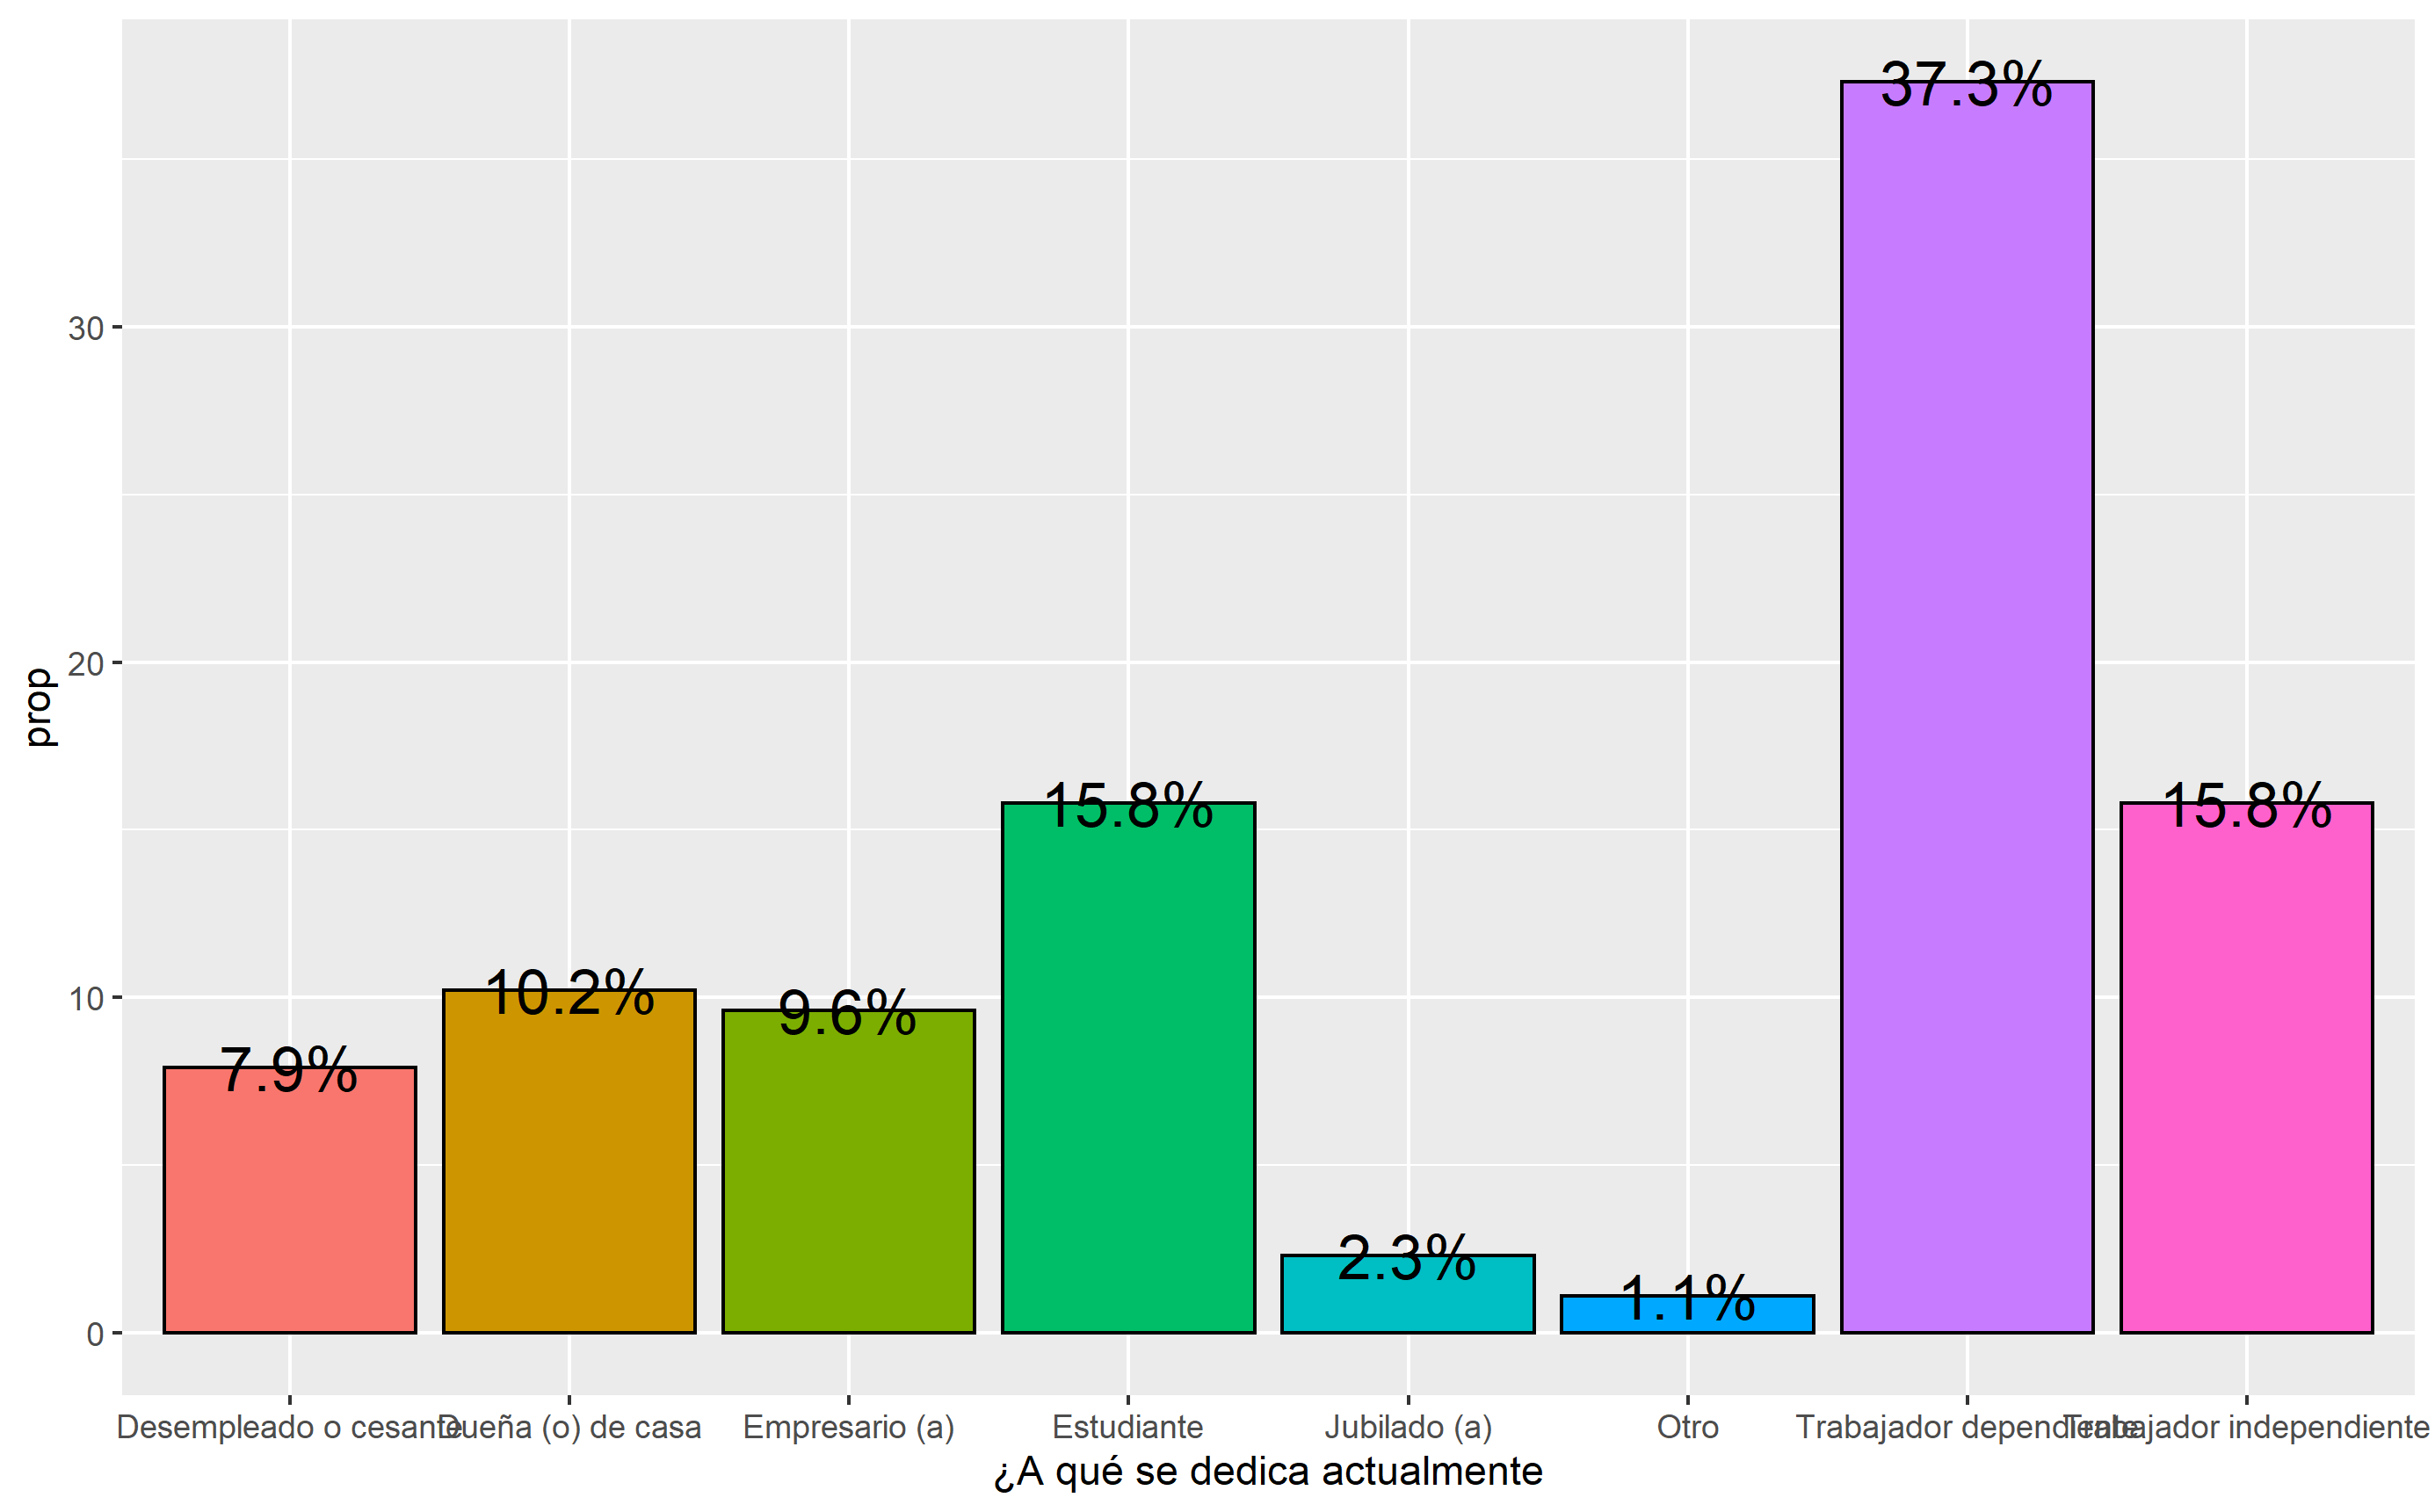 37.3%
30
20
prop
15.8%
15.8%
10.2%
10
9.6%
7.9%
2.3%
1.1%
0
Desempleado o cesante
Dueña (o) de casa
Empresario (a)
Estudiante
Jubilado (a)
Otro
Trabajador dependiente
Trabajador independiente
¿A qué se dedica actualmente